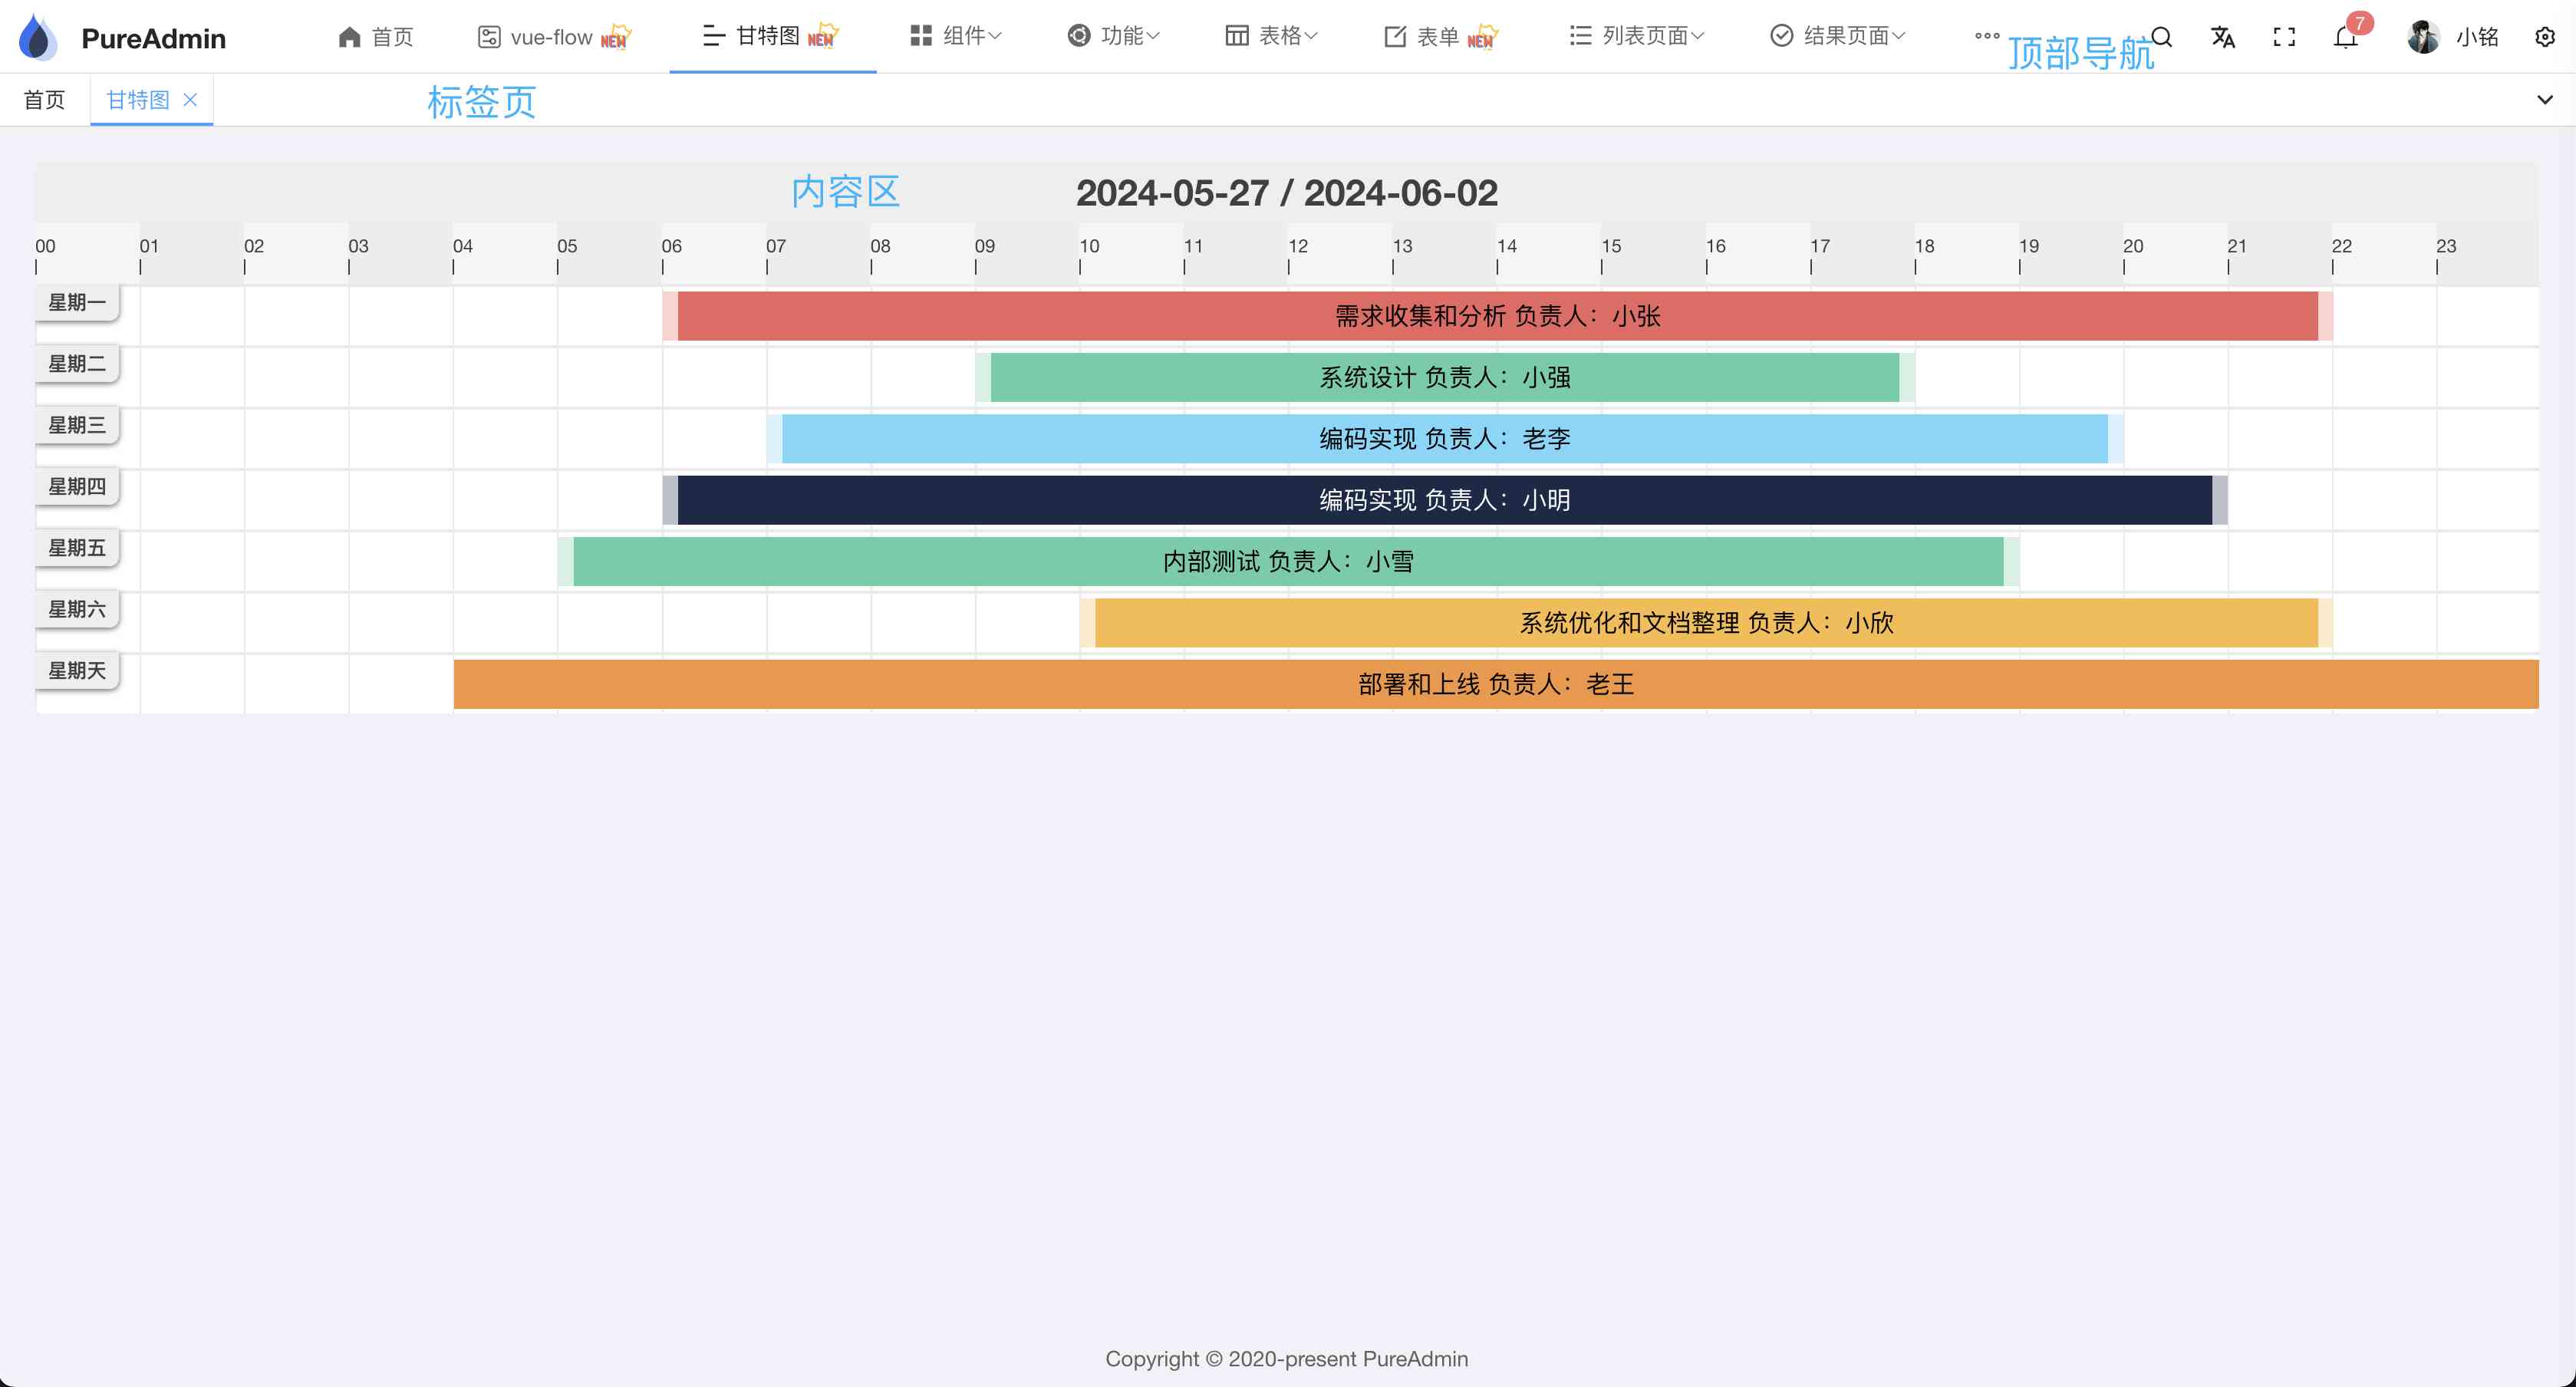 PureAdmin 首页 vue-flow NEW 甘特图 NEW 组件 功能 表格 表单 NEW 列表页面 结果页面 顶部导航 7 小铭
首页 甘特图 标签页
内容区 2024-05-27 / 2024-06-02
00 01 02 03 04 05 06 07 08 09 10 11 12 13 14 15 16 17 18 19 20 21 22 23
星期一 需求收集和分析 负责人：小张
星期二 系统设计 负责人：小强
星期三 编码实现 负责人：老李
星期四 编码实现 负责人：小明
星期五 内部测试 负责人：小雪
星期六 系统优化和文档整理 负责人：小欣
星期天 部署和上线 负责人：老王
Copyright © 2020-present PureAdmin